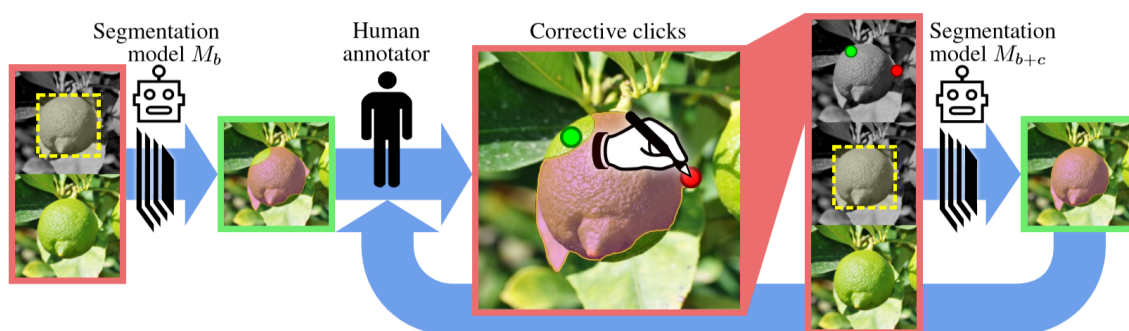 Segmentation
model M_b
Human
annotator
Corrective clicks
Segmentation
model M_{b+c}